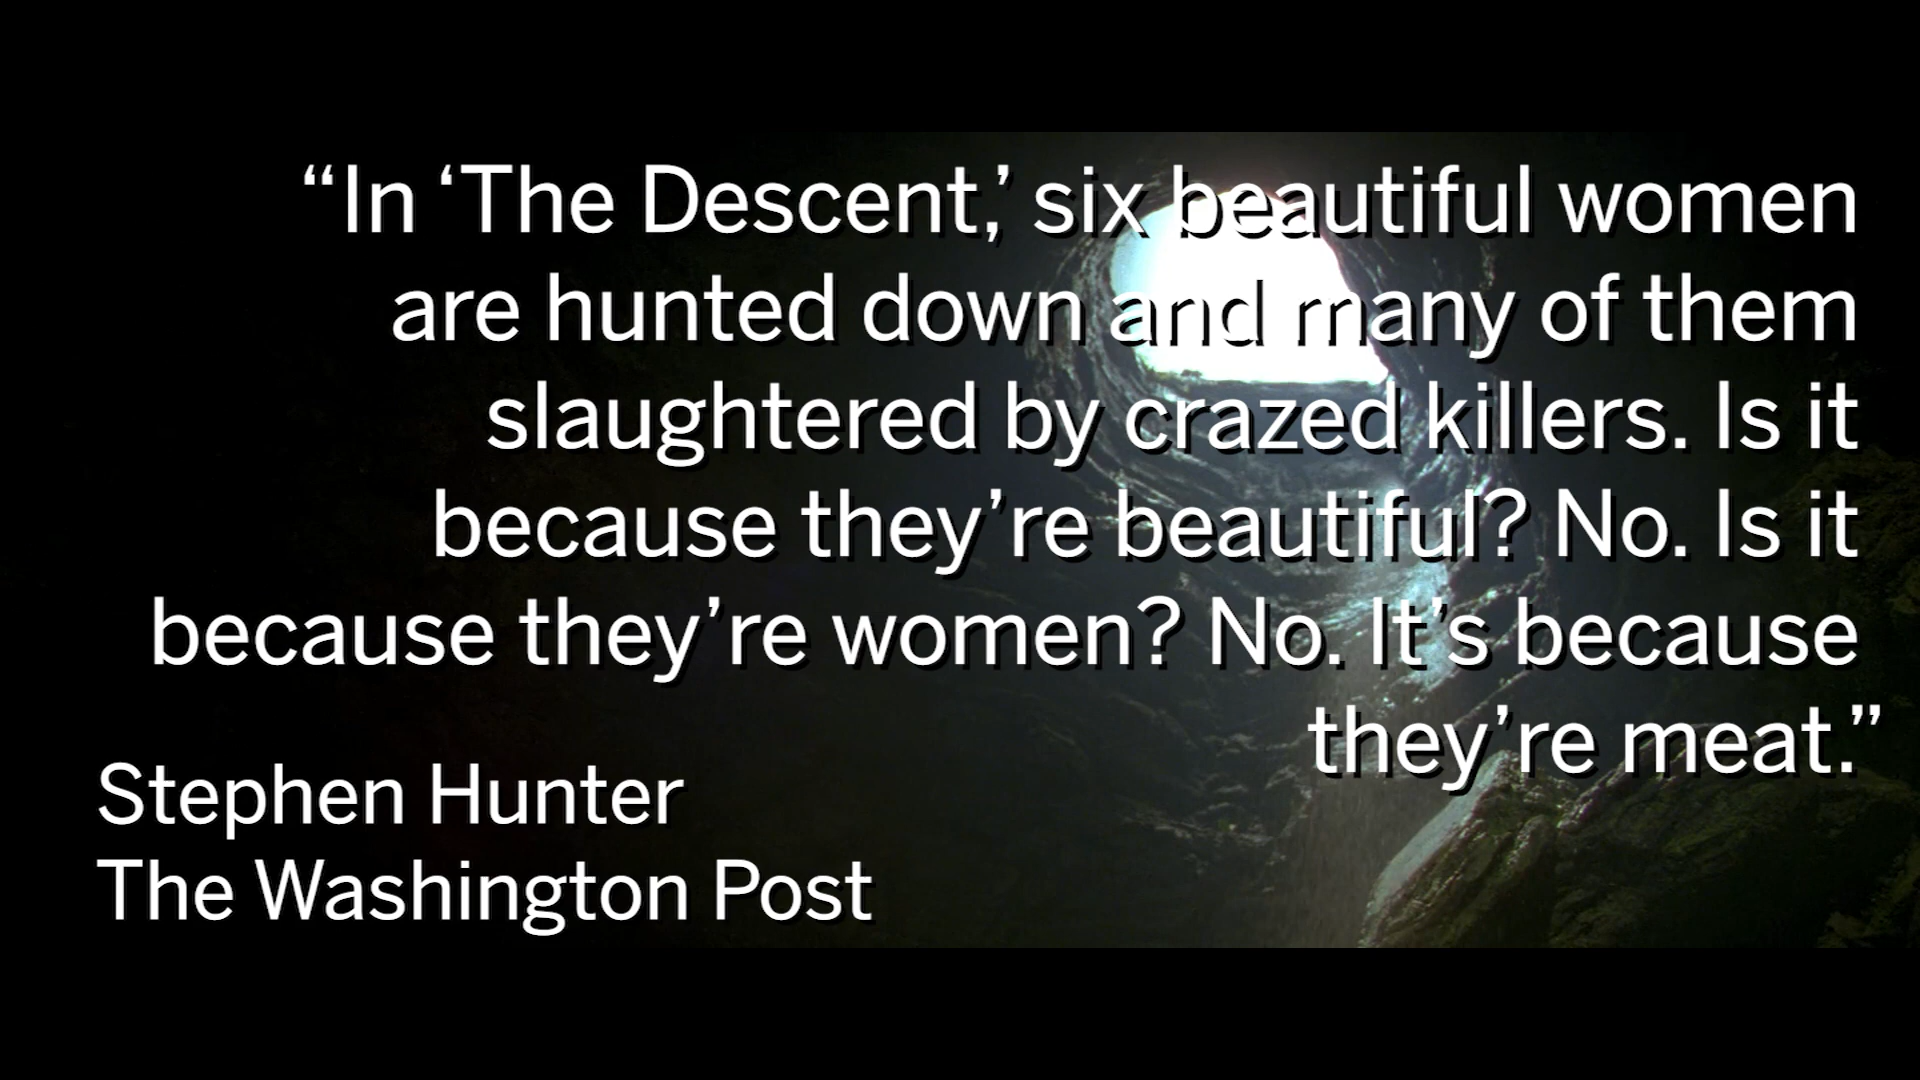 “In ‘The Descent,’ six beautiful women
are hunted down and many of them
slaughtered by crazed killers. Is it
because they’re beautiful? No. Is it
because they’re women? No. It’s because
they’re meat.”
Stephen Hunter
The Washington Post